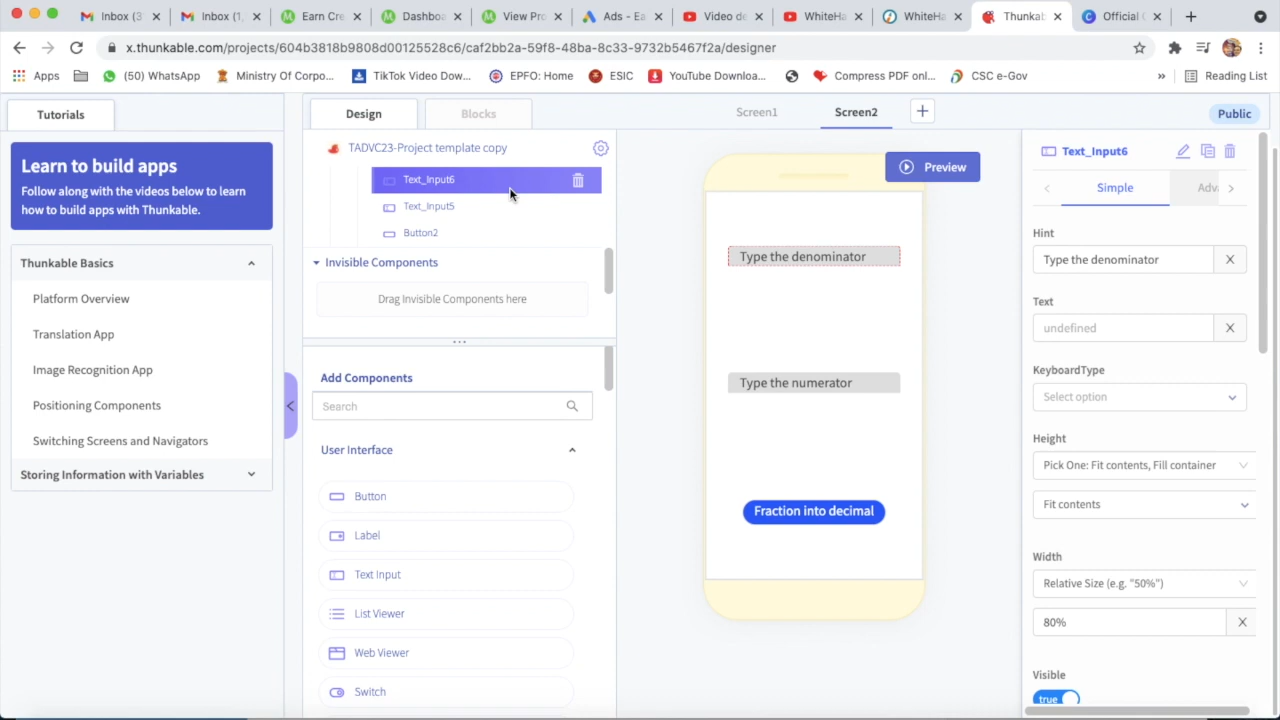 Inbox (3
Inbox (1,
Earn Cre
Dashboa
View Pro
Ads - Ea
Video de
WhiteHa
WhiteHa
Thunkab
Official C
x.thunkable.com/projects/604b3818b9808d00125528c6/caf2bb2a-59f8-48ba-8c33-9732b5467f2a/designer
Apps
(50) WhatsApp
Ministry Of Corpo...
TikTok Video Dow...
EPFO: Home
ESIC
YouTube Downloa...
Compress PDF onl...
CSC e-Gov
»
Reading List
Tutorials
Design
Blocks
Screen1
Screen2
Public
Learn to build apps
Follow along with the videos below to learn
how to build apps with Thunkable.
Thunkable Basics
Platform Overview
Translation App
Image Recognition App
Positioning Components
Switching Screens and Navigators
Storing Information with Variables
TADVC23-Project template copy
Text_Input6
Text_Input5
Button2
Invisible Components
Drag Invisible Components here
Add Components
Search
User Interface
Button
Label
Text Input
List Viewer
Web Viewer
Switch
Preview
Type the denominator
Type the numerator
Fraction into decimal
Text_Input6
Simple
Adv
Hint
Type the denominator
Text
undefined
KeyboardType
Select option
Height
Pick One: Fit contents, Fill container
Fit contents
Width
Relative Size (e.g. "50%")
80%
Visible
true